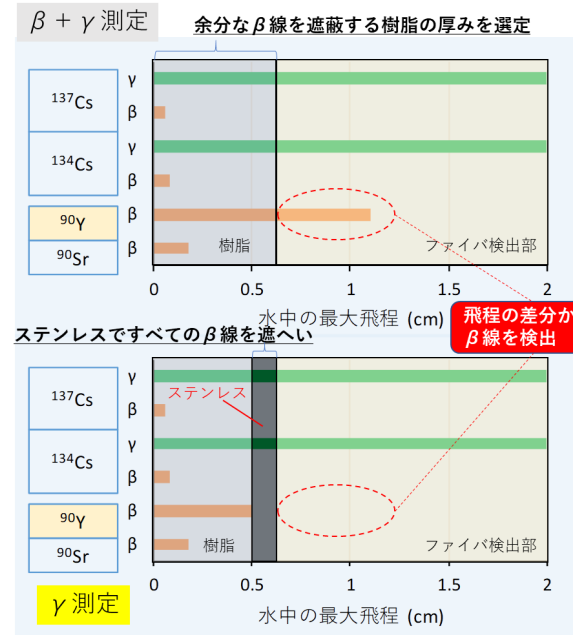 β + γ 測定
余分なβ線を遮蔽する樹脂の厚みを選定
137Cs
γ
β
134Cs
γ
β
90Y
β
90Sr
β
樹脂
ファイバ検出部
0 0.5 1 1.5 2
水中の最大飛程 (cm)
飛程の差分か
β線を検出
ステンレスですべてのβ線を遮へい
137Cs
γ
β
ステンレス
134Cs
γ
β
90Y
β
90Sr
β
樹脂
ファイバ検出部
0 0.5 1 1.5 2
水中の最大飛程 (cm)
γ 測定